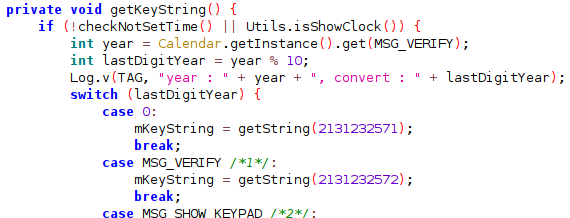 private void getKeyString() {
    if (!checkNotSetTime() || Utils.isShowClock()) {
        int year = Calendar.getInstance().get(MSG_VERIFY);
        int lastDigitYear = year % 10;
        Log.v(TAG, "year : " + year + ", convert : " + lastDigitYear);
        switch (lastDigitYear) {
            case 0:
                mKeyString = getString(2131232571);
                break;
            case MSG_VERIFY /*1*/:
                mKeyString = getString(2131232572);
                break;
            case MSG_SHOW_KEYPAD /*2*/: